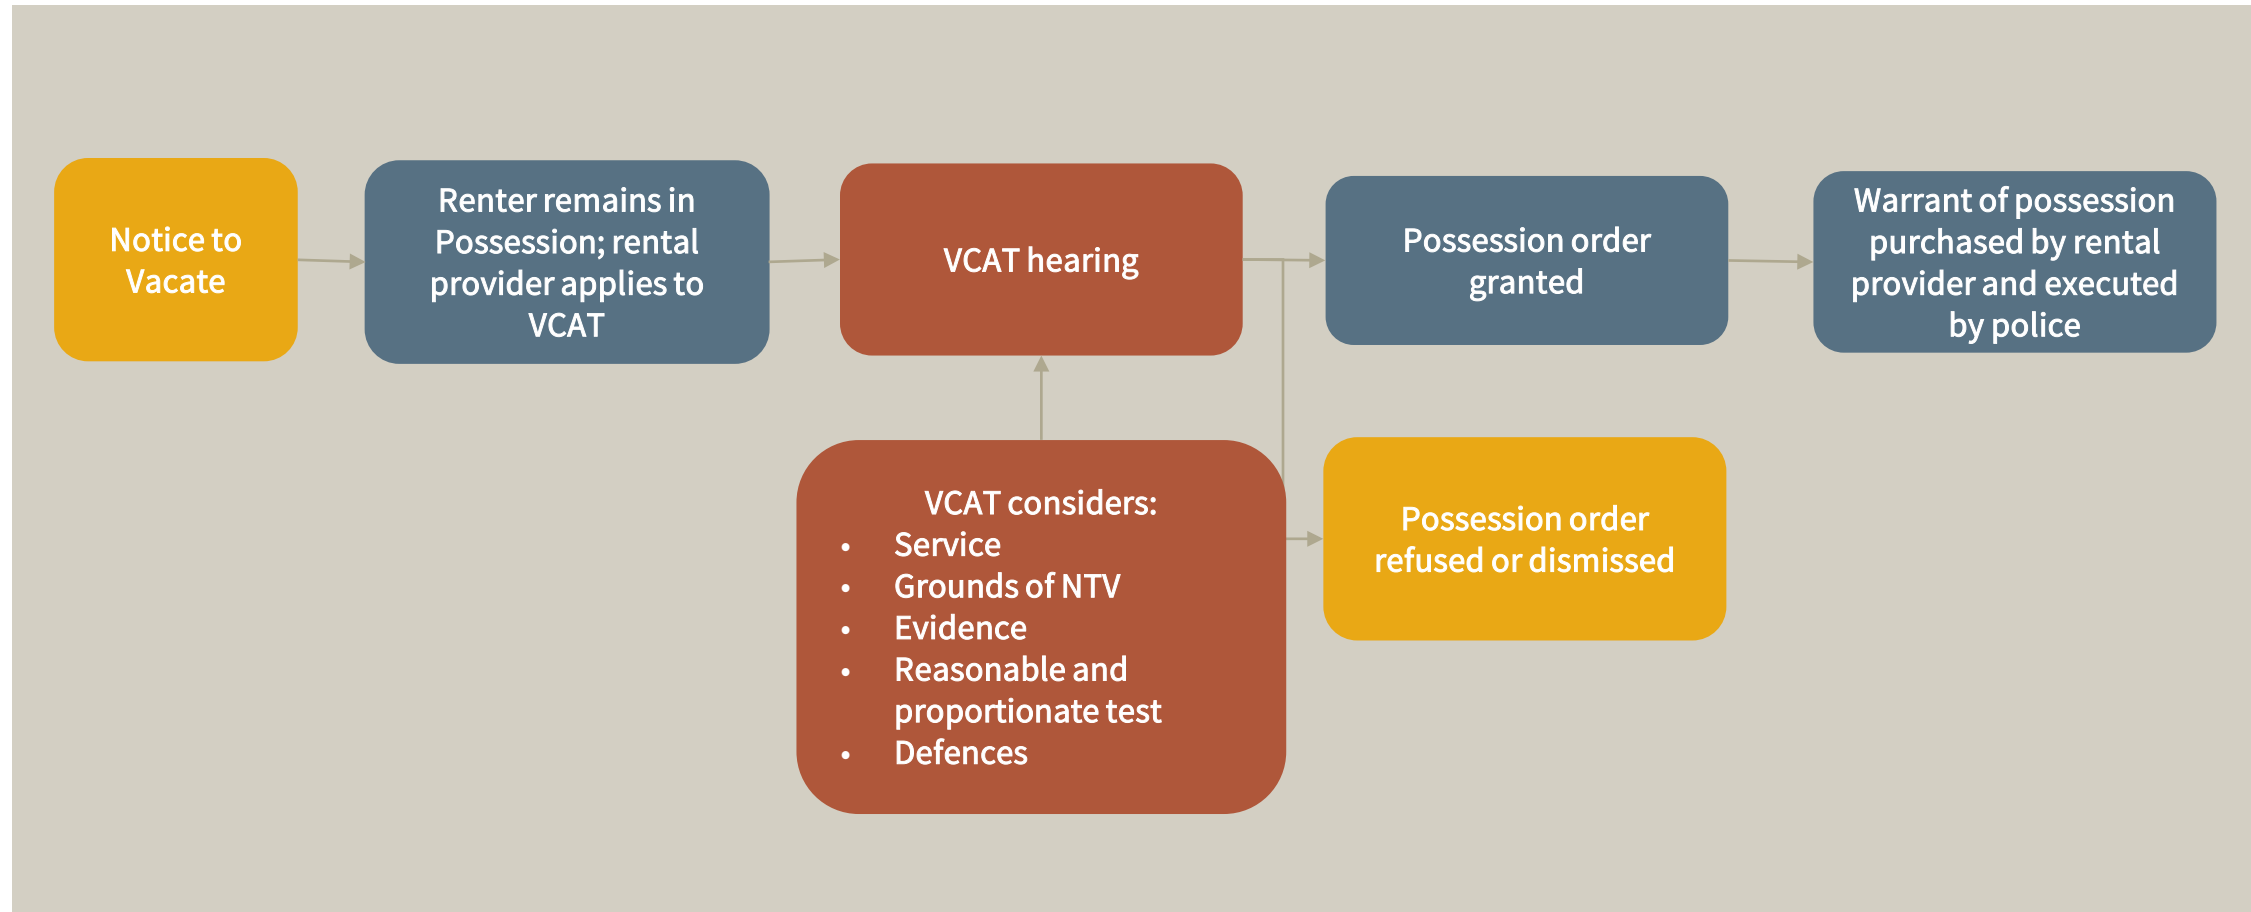 Notice to
Vacate
Renter remains in
Possession; rental
provider applies to
VCAT
VCAT hearing
Possession order
granted
Warrant of possession
purchased by rental
provider and executed
by police
VCAT considers:
• Service
• Grounds of NTV
• Evidence
• Reasonable and
proportionate test
• Defences
Possession order
refused or dismissed